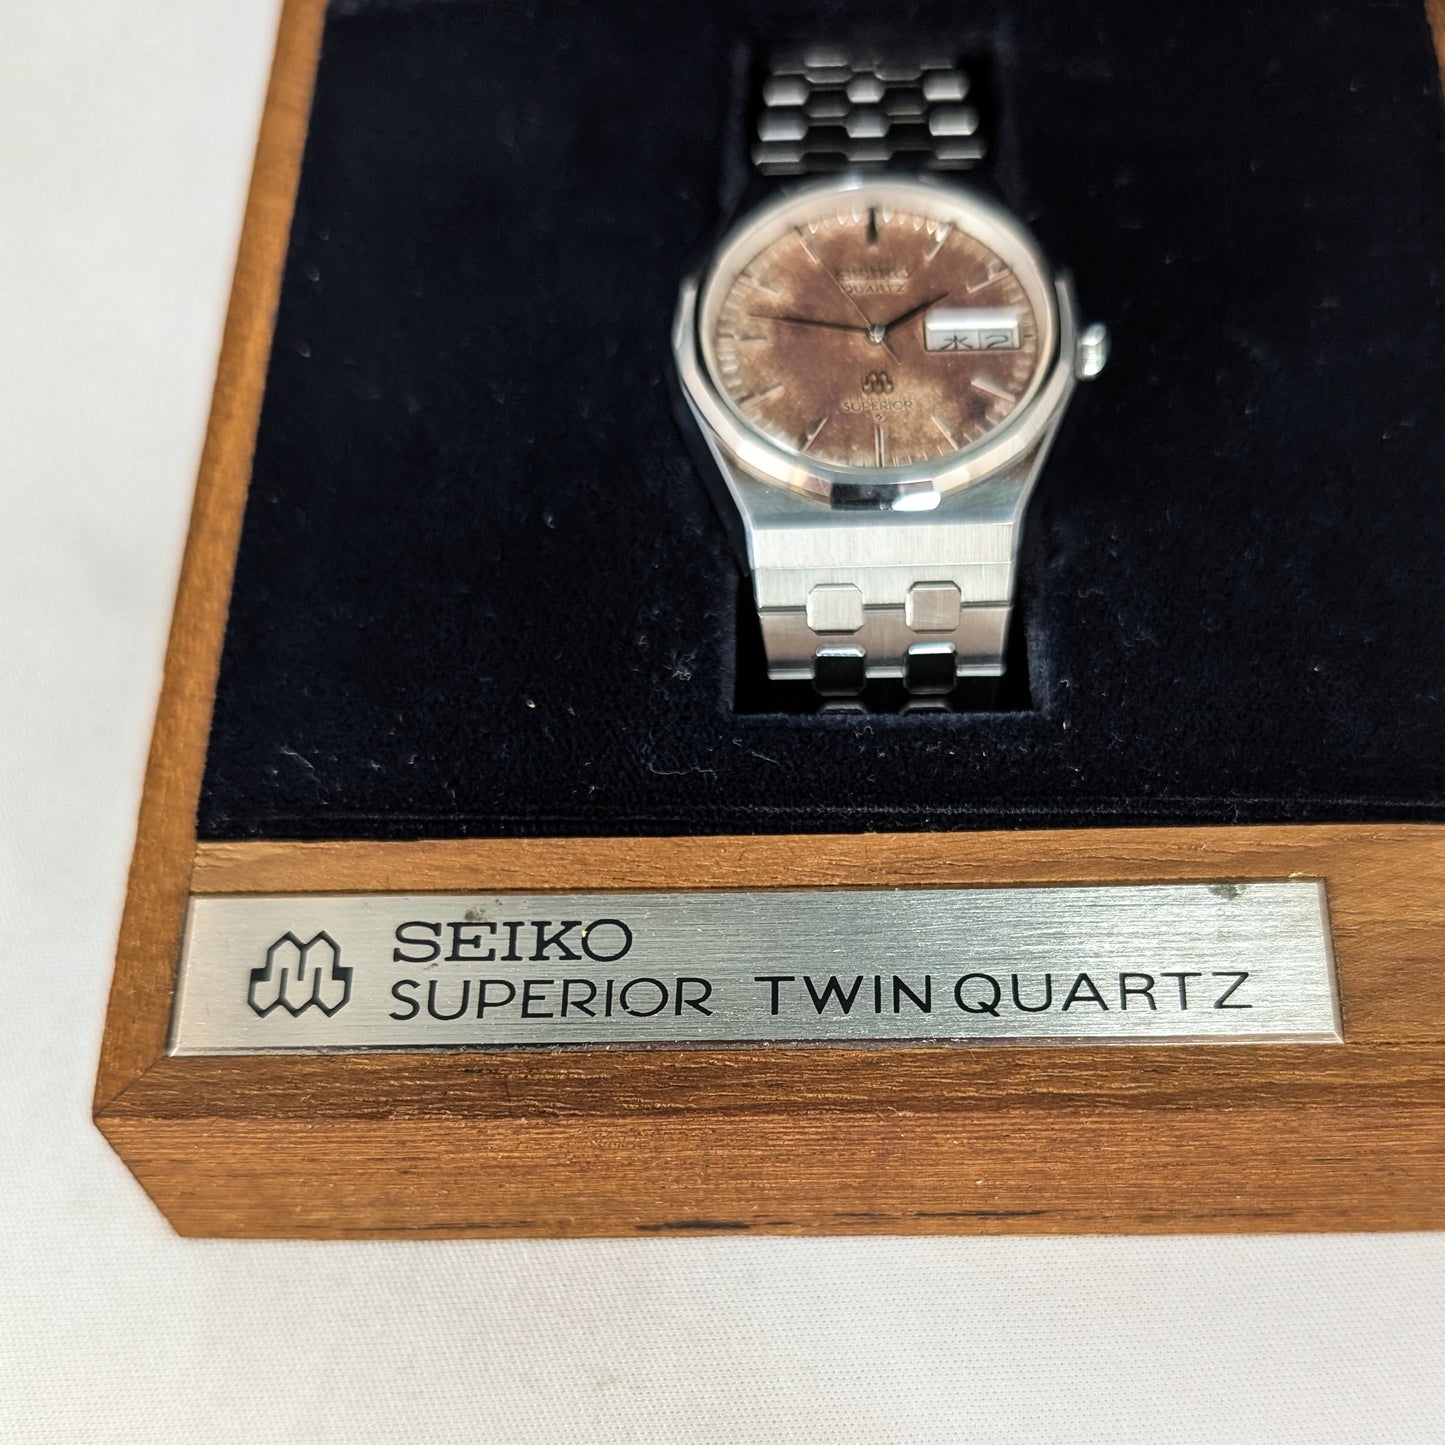 SEIKO
QUARTZ
水 2
SUPERIOR
SEIKO
SUPERIOR TWIN QUARTZ